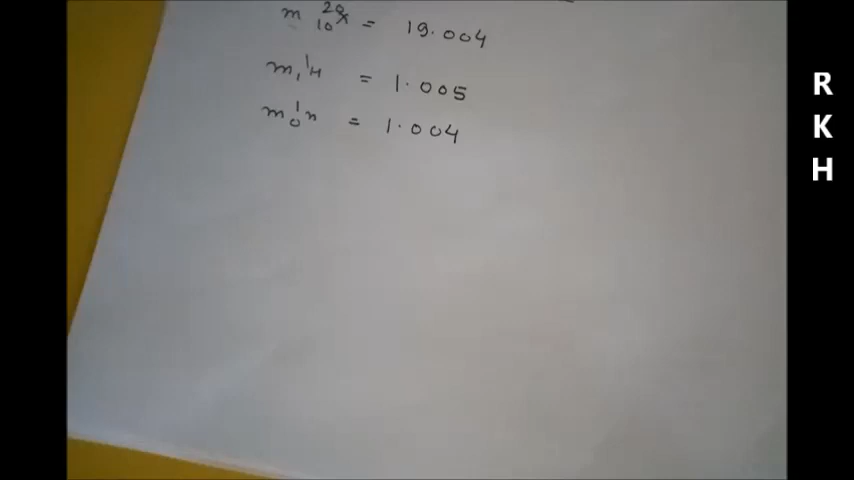 m ²⁰₁₀X = 19.004
m ¹₁H = 1.005
m ¹₀n = 1.004
R
K
H